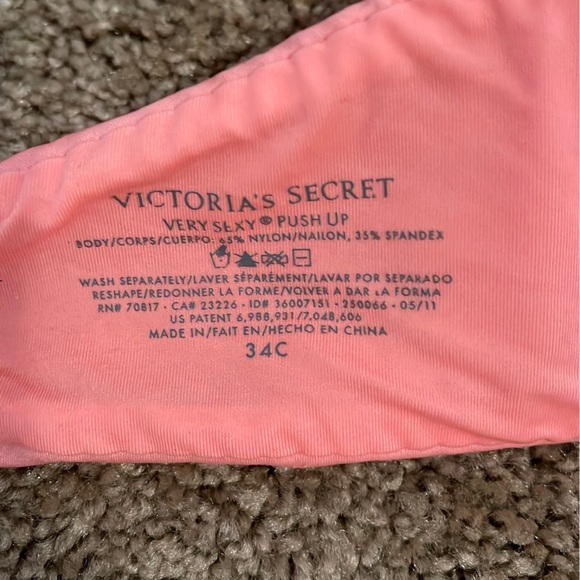 VICTORIA'S SECRET
VERY SEXY® PUSH UP
BODY/CORPS/CUERPO: 65% NYLON/NAILON, 35% SPANDEX
WASH SEPARATELY/LAVER SÉPARÉMENT/LAVAR POR SEPARADO
RESHAPE/REDONNER LA FORME/VOLVER A DAR LA FORMA
RN# 70817 - CA# 23226 - ID# 36007151 - 250066 - 05/11
US PATENT 6,988,931/7,048,606
MADE IN/FAIT EN/HECHO EN CHINA
34C